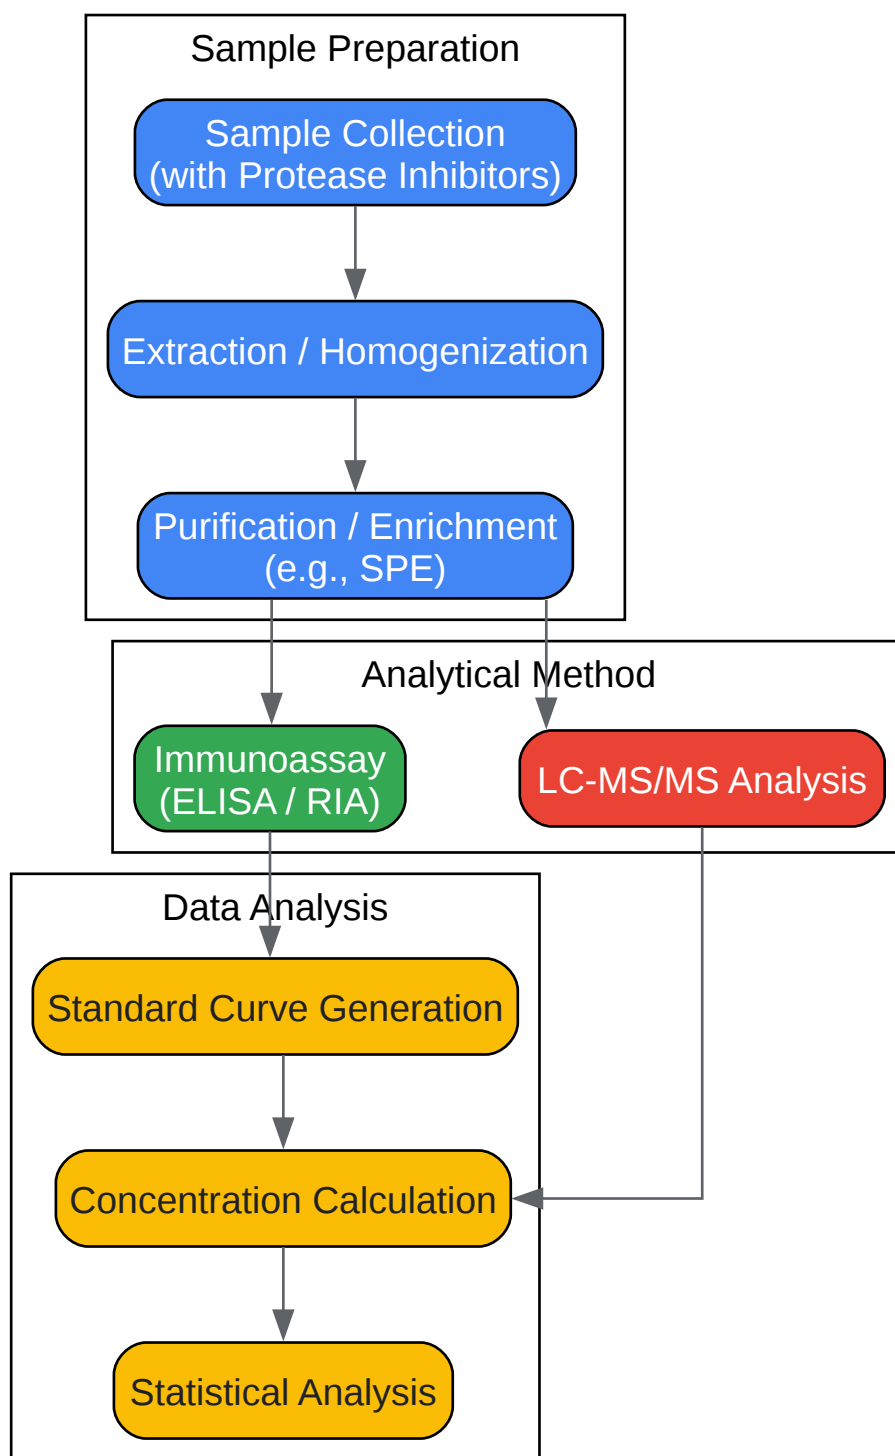 Sample Preparation
Sample Collection
(with Protease Inhibitors)
Extraction / Homogenization
Purification / Enrichment
(e.g., SPE)
Analytical Method
Immunoassay
(ELISA / RIA)
LC-MS/MS Analysis
Data Analysis
Standard Curve Generation
Concentration Calculation
Statistical Analysis